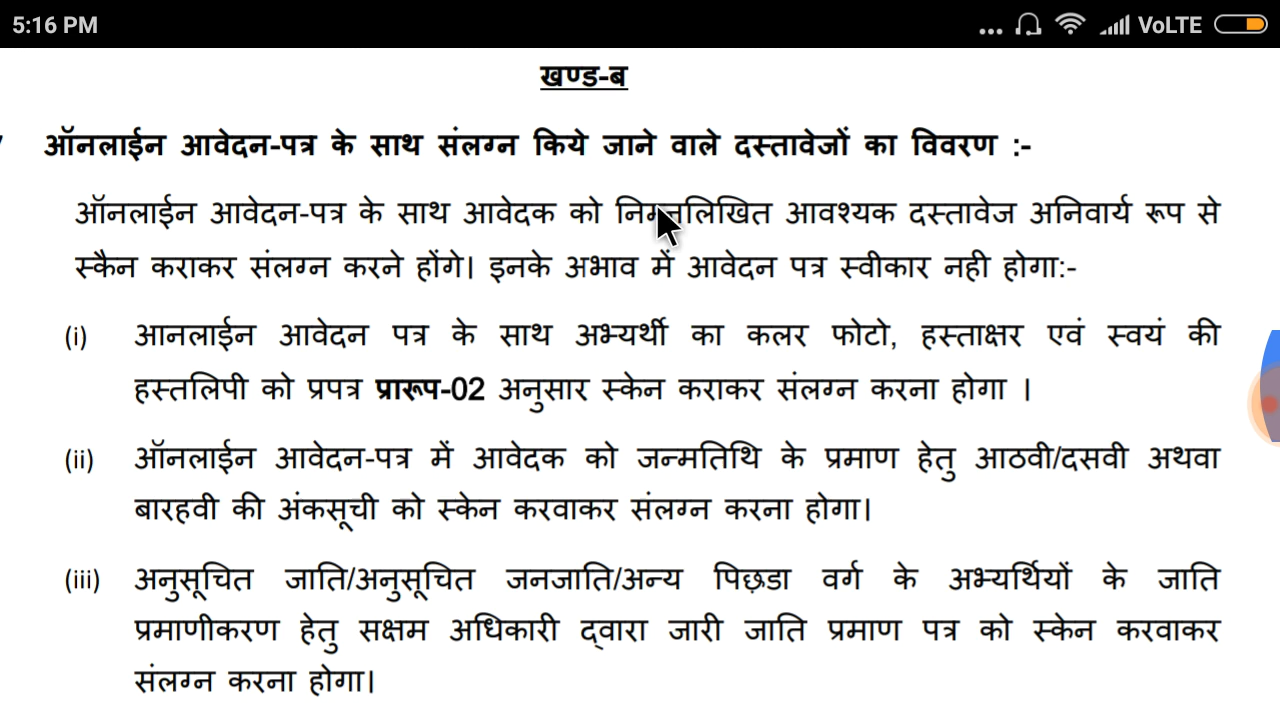 5:16 PM ... VoLTE
खण्ड-ब
ऑनलाईन आवेदन-पत्र के साथ संलग्न किये जाने वाले दस्तावेजों का विवरण :-
ऑनलाईन आवेदन-पत्र के साथ आवेदक को निम्नलिखित आवश्यक दस्तावेज अनिवार्य रूप से
स्कैन कराकर संलग्न करने होंगे। इनके अभाव में आवेदन पत्र स्वीकार नही होगा:-
(i) आनलाईन आवेदन पत्र के साथ अभ्यर्थी का कलर फोटो, हस्ताक्षर एवं स्वयं की
हस्तलिपी को प्रपत्र प्रारूप-02 अनुसार स्केन कराकर संलग्न करना होगा ।
(ii) ऑनलाईन आवेदन-पत्र में आवेदक को जन्मतिथि के प्रमाण हेतु आठवी/दसवी अथवा
बारहवी की अंकसूची को स्केन करवाकर संलग्न करना होगा।
(iii) अनुसूचित जाति/अनुसूचित जनजाति/अन्य पिछडा वर्ग के अभ्यर्थियों के जाति
प्रमाणीकरण हेतु सक्षम अधिकारी द्वारा जारी जाति प्रमाण पत्र को स्केन करवाकर
संलग्न करना होगा।